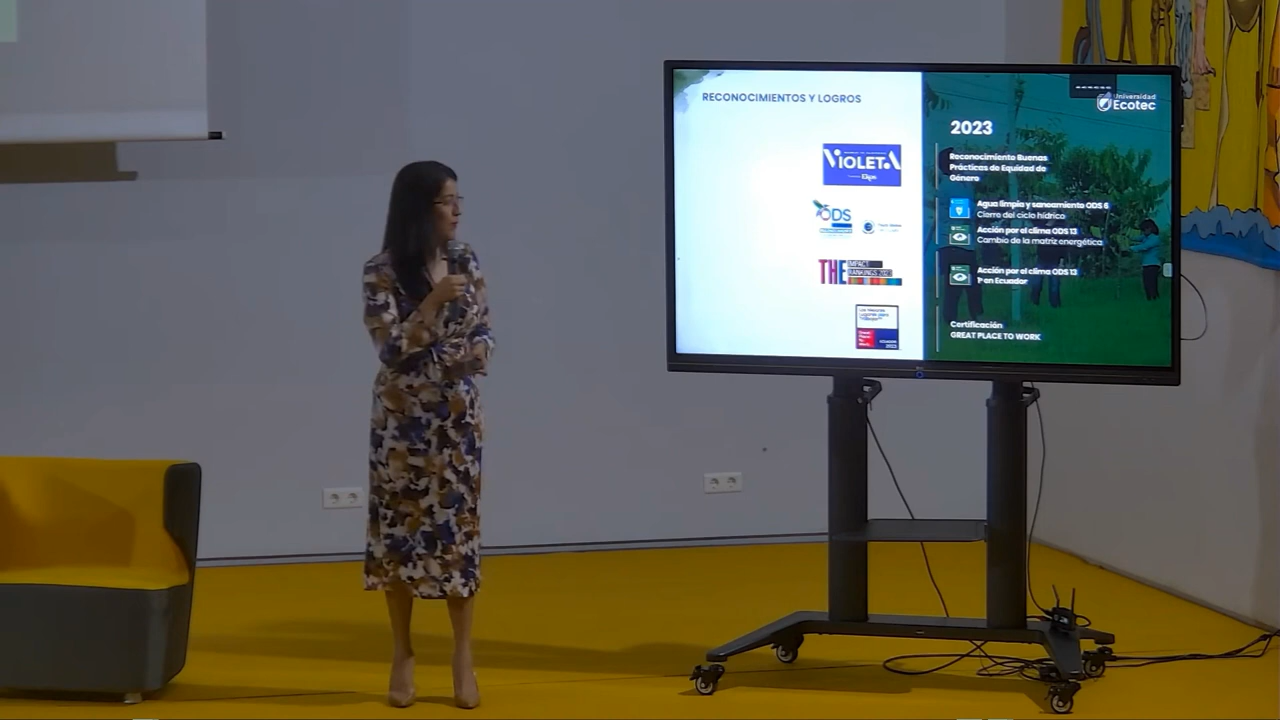 RECONOCIMIENTOS Y LOGROS
VIOLETA
ODS
THE IMPACT
RANKINGS 2023
Universidad
Ecotec
2023
Reconocimiento Buenas
Prácticas de Equidad de
Género
Agua limpia y saneamiento ODS 6
Cierre del ciclo hídrico
Acción por el clima ODS 13
Cambio de la matriz energética
Acción por el clima ODS 13
1º en Ecuador
Certificación
GREAT PLACE TO WORK